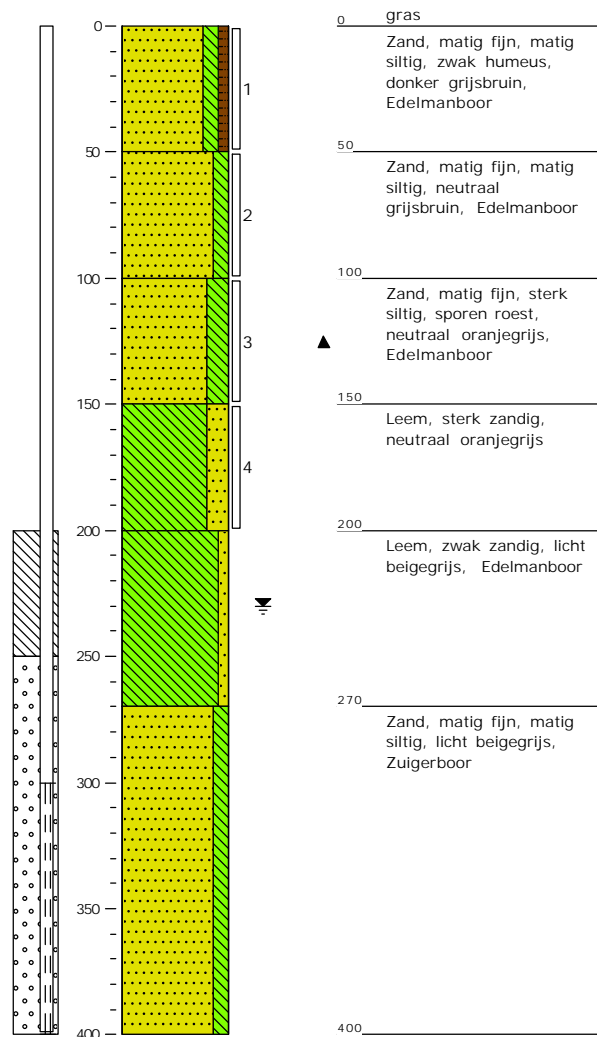 0
50
100
150
200
250
300
350
400
1
2
3
4
0
gras
Zand, matig fijn, matig
siltig, zwak humeus,
donker grijsbruin,
Edelmanboor
50
Zand, matig fijn, matig
siltig, neutraal
grijsbruin, Edelmanboor
100
Zand, matig fijn, sterk
siltig, sporen roest,
neutraal oranjegrijs,
Edelmanboor
150
Leem, sterk zandig,
neutraal oranjegrijs
200
Leem, zwak zandig, licht
beigegrijs, Edelmanboor
270
Zand, matig fijn, matig
siltig, licht beigegrijs,
Zuigerboor
400